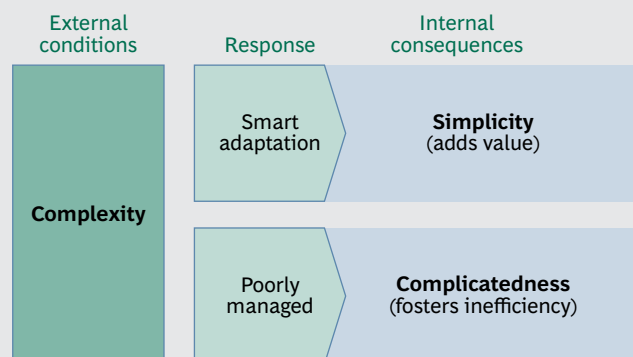 External
conditions
Response
Internal
consequences
Complexity
Smart
adaptation
Simplicity
(adds value)
Poorly
managed
Complicatedness
(fosters inefficiency)